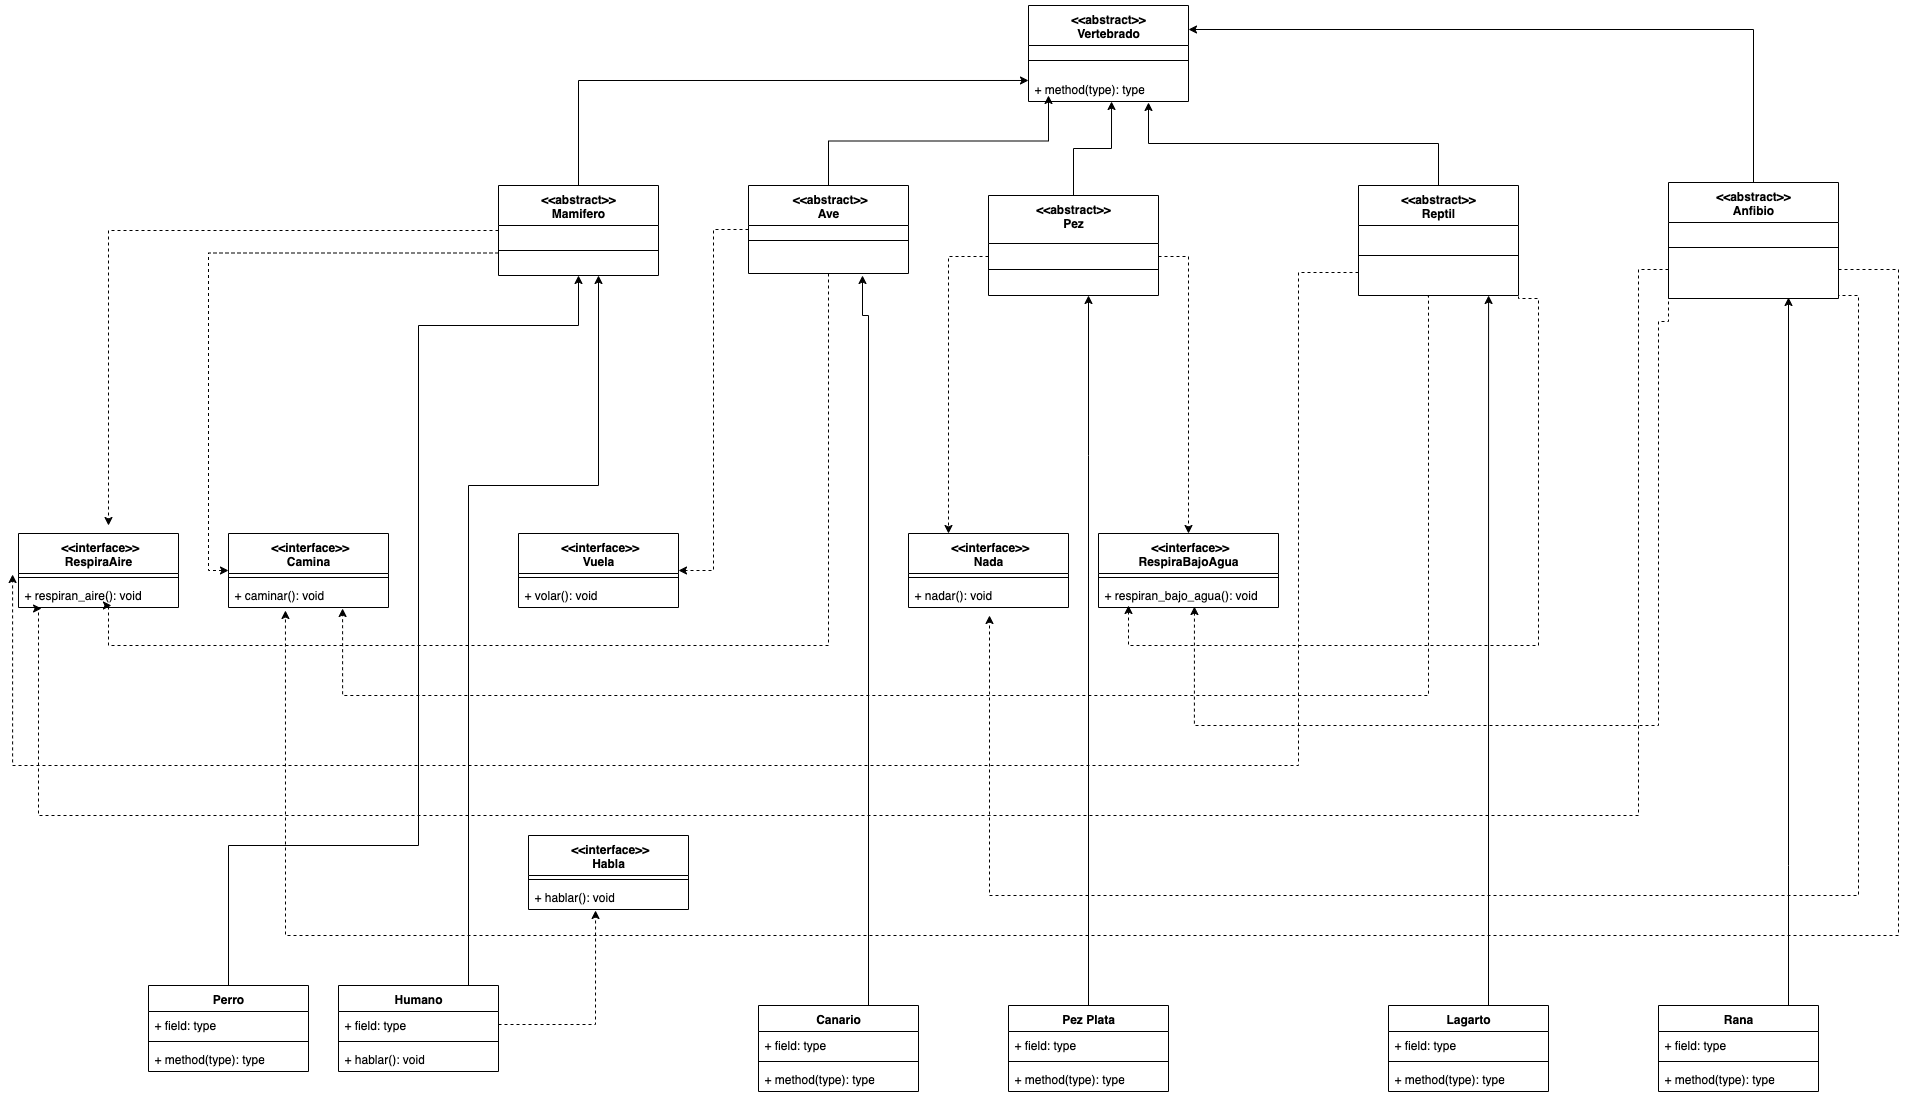 <<abstract>>
Vertebrado
+ method(type): type
<<abstract>>
Mamifero
<<abstract>>
Ave
<<abstract>>
Pez
<<abstract>>
Reptil
<<abstract>>
Anfibio
<<interface>>
RespiraAire
+ respiran_aire(): void
<<interface>>
Camina
+ caminar(): void
<<interface>>
Vuela
+ volar(): void
<<interface>>
Nada
+ nadar(): void
<<interface>>
RespiraBajoAgua
+ respiran_bajo_agua(): void
<<interface>>
Habla
+ hablar(): void
Perro
+ field: type
+ method(type): type
Humano
+ field: type
+ hablar(): void
Canario
+ field: type
+ method(type): type
Pez Plata
+ field: type
+ method(type): type
Lagarto
+ field: type
+ method(type): type
Rana
+ field: type
+ method(type): type